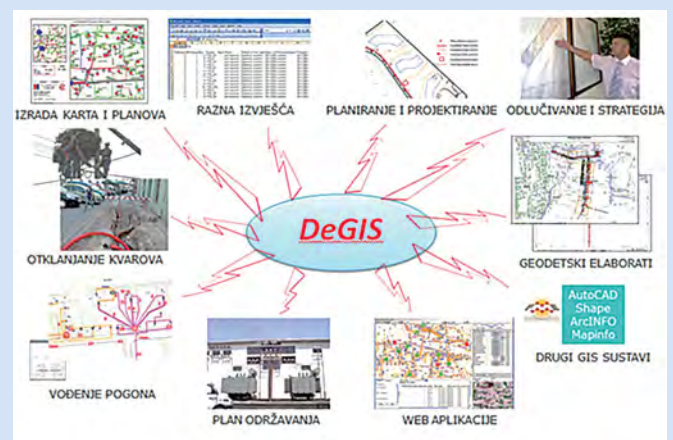 IZRADA KARTA I PLANOVA
RAZNA IZVJEŠĆA
PLANIRANJE I PROJEKTIRANJE
ODLUČIVANJE I STRATEGIJA
DeGIS
OTKLANJANJE KVAROVA
GEODETSKI ELABORATI
AutoCAD
Shape
ArcINFO
Mapinfo
DRUGI GIS SUSTAVI
VOĐENJE POGONA
PLAN ODRŽAVANJA
WEB APLIKACIJE